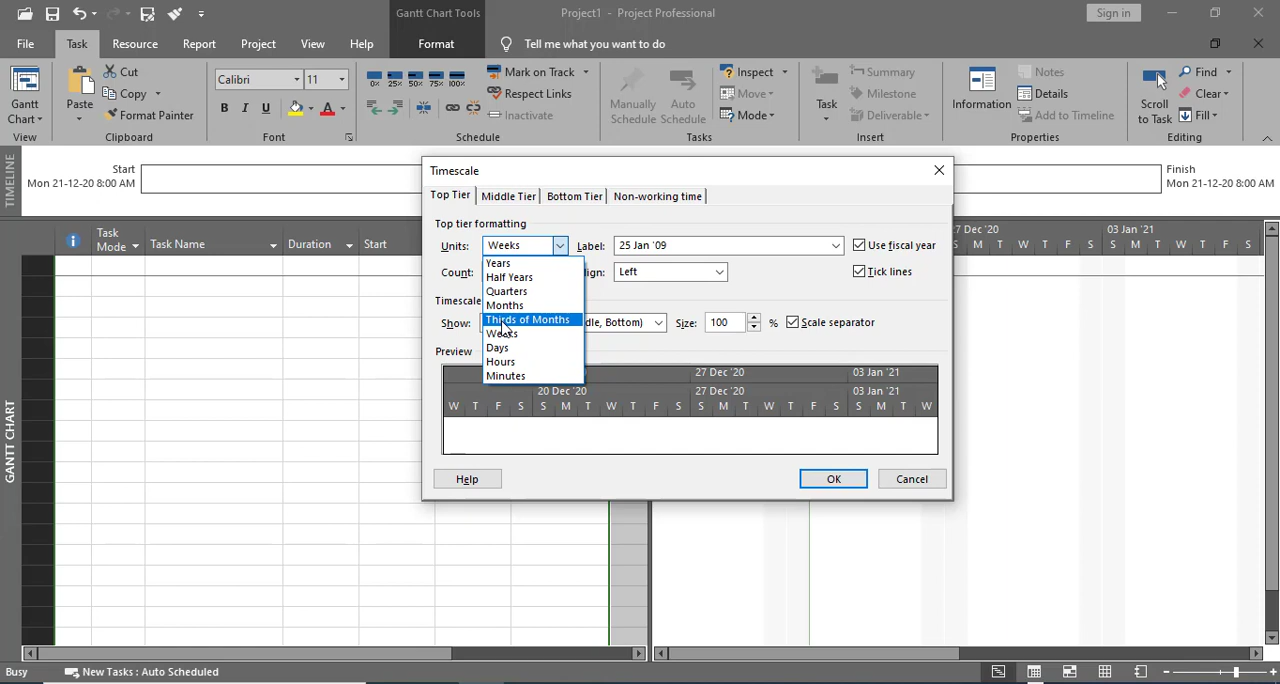 Gantt Chart Tools
Project1 - Project Professional
Sign in
File Task Resource Report Project View Help Format Tell me what you want to do
Gantt Chart
View
Paste
Cut
Copy
Format Painter
Clipboard
Calibri 11
B I U A
Font
0% 25% 50% 75% 100%
Mark on Track
Respect Links
Inactivate
Schedule
Manually Schedule
Auto Schedule
Inspect
Move
Mode
Tasks
Task
Summary
Milestone
Deliverable
Insert
Information
Notes
Details
Add to Timeline
Properties
Scroll to Task
Find
Clear
Fill
Editing
TIMELINE
Start
Mon 21-12-20 8:00 AM
Finish
Mon 21-12-20 8:00 AM
GANTT CHART
Task Mode Task Name Duration Start
27 Dec '20 03 Jan '21
S M T W T F S S M T W T F S
Timescale
Top Tier Middle Tier Bottom Tier Non-working time
Top tier formatting
Units: Weeks Label: 25 Jan '09 Use fiscal year
Count: Left Tick lines
Years
Half Years
Quarters
Months
Thirds of Months
Weeks
Days
Hours
Minutes
Timescale
Show: Bottom) Size: 100 % Scale separator
Preview
27 Dec '20 03 Jan '21
20 Dec '20 27 Dec '20 03 Jan '21
W T F S S M T W T F S S M T W T F S S M T W
Help OK Cancel
Busy New Tasks : Auto Scheduled